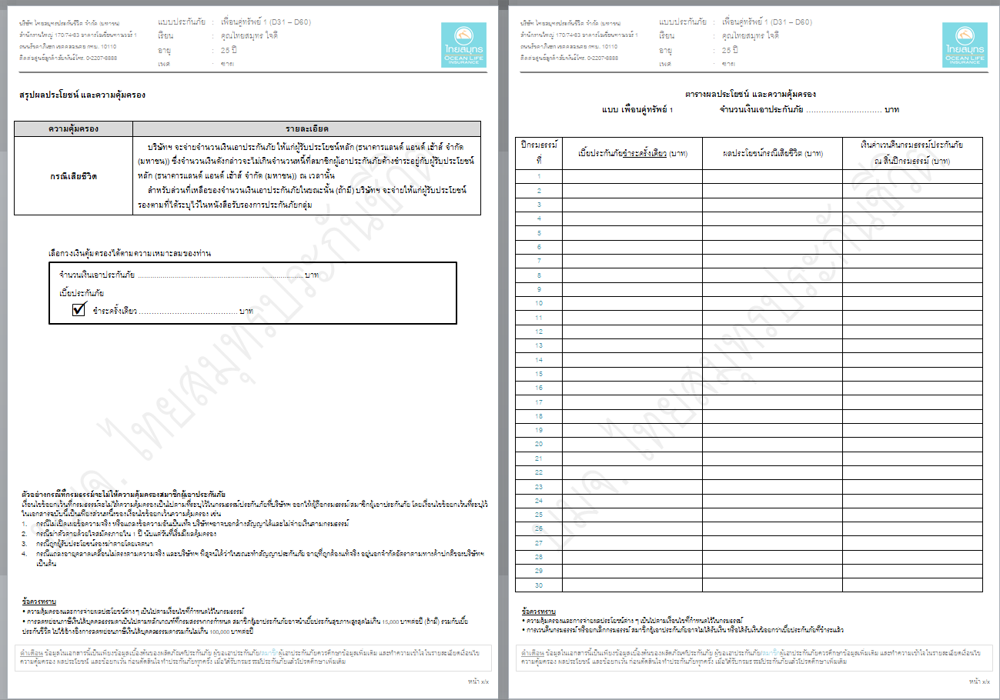 บริษัท ไทยสมุทรประกันชีวิต จำกัด (มหาชน)
สำนักงานใหญ่ 170/74-83 อาคารโอเชี่ยนทาวเวอร์ 1
ถนนรัชดาภิเษก เขตคลองเตย กทม. 10110
ติดต่อศูนย์ลูกค้าสัมพันธ์โทร. 0-2207-8888
แบบประกันภัย : เพื่อนคู่ทรัพย์ 1 (D31 – D60)
เรียน : คุณไทยสมุทร ใจดี
อายุ : 25 ปี
เพศ : ชาย
ไทยสมุทร
OCEAN LIFE
INSURANCE
สรุปผลประโยชน์ และความคุ้มครอง
ความคุ้มครอง รายละเอียด
กรณีเสียชีวิต
บริษัทฯ จะจ่ายจำนวนเงินเอาประกันภัย ให้แก่ผู้รับประโยชน์หลัก (ธนาคารแลนด์ แอนด์ เฮ้าส์ จำกัด
(มหาชน)) ซึ่งจำนวนเงินดังกล่าวจะไม่เกินจำนวนหนี้ที่สมาชิกผู้เอาประกันภัยค้างชำระอยู่กับผู้รับประโยชน์
หลัก (ธนาคารแลนด์ แอนด์ เฮ้าส์ จำกัด (มหาชน)) ณ เวลานั้น
สำหรับส่วนที่เหลือของจำนวนเงินเอาประกันภัยในขณะนั้น (ถ้ามี) บริษัทฯ จะจ่ายให้แก่ผู้รับประโยชน์
รองตามที่ได้ระบุไว้ในหนังสือรับรองการประกันภัยกลุ่ม
เลือกวงเงินคุ้มครองได้ตามความเหมาะสมของท่าน
จำนวนเงินเอาประกันภัย ................................................................................ บาท
เบี้ยประกันภัย
ชำระครั้งเดียว ....................................... บาท
บมจ. ไทยสมุทรประกันชีวิต
ตัวอย่างกรณีที่กรมธรรม์จะไม่ให้ความคุ้มครองสมาชิกผู้เอาประกันภัย
เงื่อนไขข้อยกเว้นที่กรมธรรม์จะไม่ให้ความคุ้มครองเป็นไปตามที่ระบุไว้ในกรมธรรม์ประกันภัยที่บริษัทฯ ออกให้ผู้ถือกรมธรรม์/สมาชิกผู้เอาประกันภัย โดยเงื่อนไขข้อยกเว้นที่ระบุไว้
ในเอกสารฉบับนี้เป็นเพียงส่วนหนึ่งของเงื่อนไขข้อยกเว้นความคุ้มครอง เช่น
1. กรณีไม่เปิดเผยข้อความจริง หรือแถลงข้อความอันเป็นเท็จ บริษัทฯอาจบอกล้างสัญญาได้และไม่จ่ายเงินตามกรมธรรม์
2. กรณีฆ่าตัวตายด้วยใจสมัครภายใน 1 ปี นับแต่วันที่เริ่มมีผลคุ้มครอง
3. กรณีถูกผู้รับประโยชน์ฆ่าตายโดยเจตนา
4. กรณีแถลงอายุคลาดเคลื่อนไม่ตรงตามความจริง และบริษัทฯ พิสูจน์ได้ว่าในขณะทำสัญญาประกันภัย อายุที่ถูกต้องแท้จริง อยู่นอกจำกัดอัตราตามทางค้าปกติของบริษัทฯ
เป็นต้น
ข้อควรทราบ
• ความคุ้มครองและการจ่ายผลประโยชน์ต่างๆ เป็นไปตามเงื่อนไขที่กำหนดไว้ในกรมธรรม์
• การลดหย่อนภาษีเงินได้บุคคลธรรมดาเป็นไปตามหลักเกณฑ์ที่กรมสรรพากรกำหนด สมาชิกผู้เอาประกันภัยอาจนำเบี้ยประกันสุขภาพสูงสุดไม่เกิน 15,000 บาทต่อปี (ถ้ามี) รวมกับเบี้ย
ประกันชีวิต ไปใช้อ้างอิงการลดหย่อนภาษีเงินได้บุคคลธรรมดารวมกันไม่เกิน 100,000 บาทต่อปี
คำเตือน ข้อมูลในเอกสารนี้เป็นเพียงข้อมูลเบื้องต้นของผลิตภัณฑ์ประกันภัย ผู้ขอเอาประกันภัย/สมาชิกผู้เอาประกันภัยควรศึกษาข้อมูลเพิ่มเติม และทำความเข้าใจในรายละเอียดเงื่อนไข
ความคุ้มครอง ผลประโยชน์ และข้อยกเว้น ก่อนตัดสินใจทำประกันภัยทุกครั้ง เมื่อได้รับกรมธรรม์ประกันภัยแล้วโปรดศึกษาเพิ่มเติม
หน้า x/x
บริษัท ไทยสมุทรประกันชีวิต จำกัด (มหาชน)
สำนักงานใหญ่ 170/74-83 อาคารโอเชี่ยนทาวเวอร์ 1
ถนนรัชดาภิเษก เขตคลองเตย กทม. 10110
ติดต่อศูนย์ลูกค้าสัมพันธ์โทร. 0-2207-8888
แบบประกันภัย : เพื่อนคู่ทรัพย์ 1 (D31 – D60)
เรียน : คุณไทยสมุทร ใจดี
อายุ : 25 ปี
เพศ : ชาย
ไทยสมุทร
OCEAN LIFE
INSURANCE
ตารางผลประโยชน์ และความคุ้มครอง
แบบ เพื่อนคู่ทรัพย์ 1 จำนวนเงินเอาประกันภัย .............................. บาท
ปีกรมธรรม์ที่ เบี้ยประกันภัยชำระครั้งเดียว (บาท) ผลประโยชน์กรณีเสียชีวิต (บาท) เงินค่าเวนคืนกรมธรรม์ประกันภัย ณ สิ้นปีกรมธรรม์ (บาท)
1
2
3
4
5
6
7
8
9
10
11
12
13
14
15
16
17
18
19
20
21
22
23
24
25
26
27
28
29
30
บมจ. ไทยสมุทรประกันชีวิต
ข้อควรทราบ
• ความคุ้มครองและการจ่ายผลประโยชน์ต่าง ๆ เป็นไปตามเงื่อนไขที่กำหนดไว้ในกรมธรรม์
• การเวนคืนกรมธรรม์ หรือยกเลิกกรมธรรม์ สมาชิกผู้เอาประกันภัยอาจไม่ได้รับเงิน หรือได้รับเงินน้อยกว่าเบี้ยประกันภัยที่ชำระแล้ว
คำเตือน ข้อมูลในเอกสารนี้เป็นเพียงข้อมูลเบื้องต้นของผลิตภัณฑ์ประกันภัย ผู้ขอเอาประกันภัย/สมาชิกผู้เอาประกันภัยควรศึกษาข้อมูลเพิ่มเติม และทำความเข้าใจในรายละเอียดเงื่อนไข
ความคุ้มครอง ผลประโยชน์ และข้อยกเว้น ก่อนตัดสินใจทำประกันภัยทุกครั้ง เมื่อได้รับกรมธรรม์ประกันภัยแล้วโปรดศึกษาเพิ่มเติม
หน้า x/x